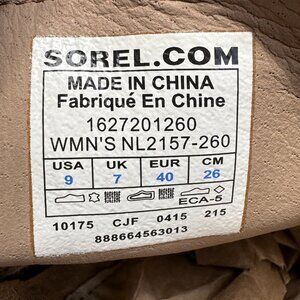 SOREL.COM
MADE IN CHINA
Fabriqué En Chine
1627201260
WMN'S NL2157-260
USA UK EUR CM
9 7 40 26
ECA-5
10175 CJF 0415 215
888664563013